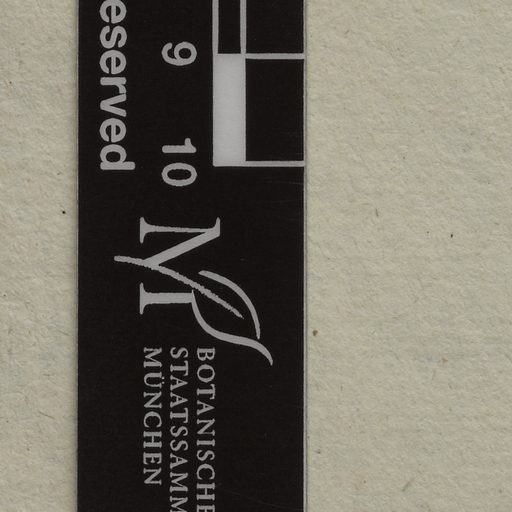 eserved
9 10
M
BOTANISCHE
STAATSSAMM
MÜNCHEN